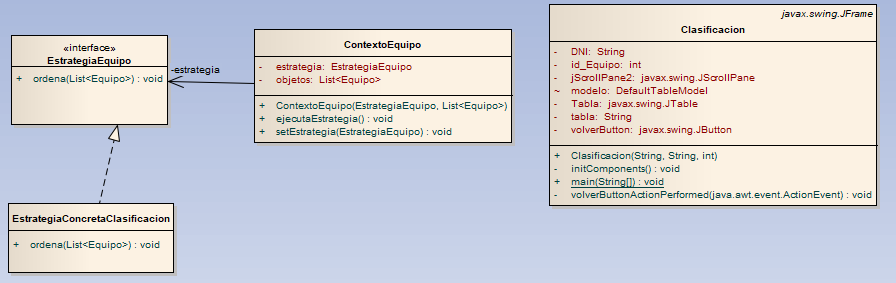 «interface»
EstrategiaEquipo
+ ordena(List<Equipo>) : void
-estrategia
ContextoEquipo
- estrategia: EstrategiaEquipo
- objetos: List<Equipo>
+ ContextoEquipo(EstrategiaEquipo, List<Equipo>)
+ ejecutaEstrategia() : void
+ setEstrategia(EstrategiaEquipo) : void
javax.swing.JFrame
Clasificacion
- DNI: String
- id_Equipo: int
- jScrollPane2: javax.swing.JScrollPane
~ modelo: DefaultTableModel
- Tabla: javax.swing.JTable
- tabla: String
- volverButton: javax.swing.JButton
+ Clasificacion(String, String, int)
- initComponents() : void
+ main(String[]) : void
- volverButtonActionPerformed(java.awt.event.ActionEvent) : void
EstrategiaConcretaClasificacion
+ ordena(List<Equipo>) : void